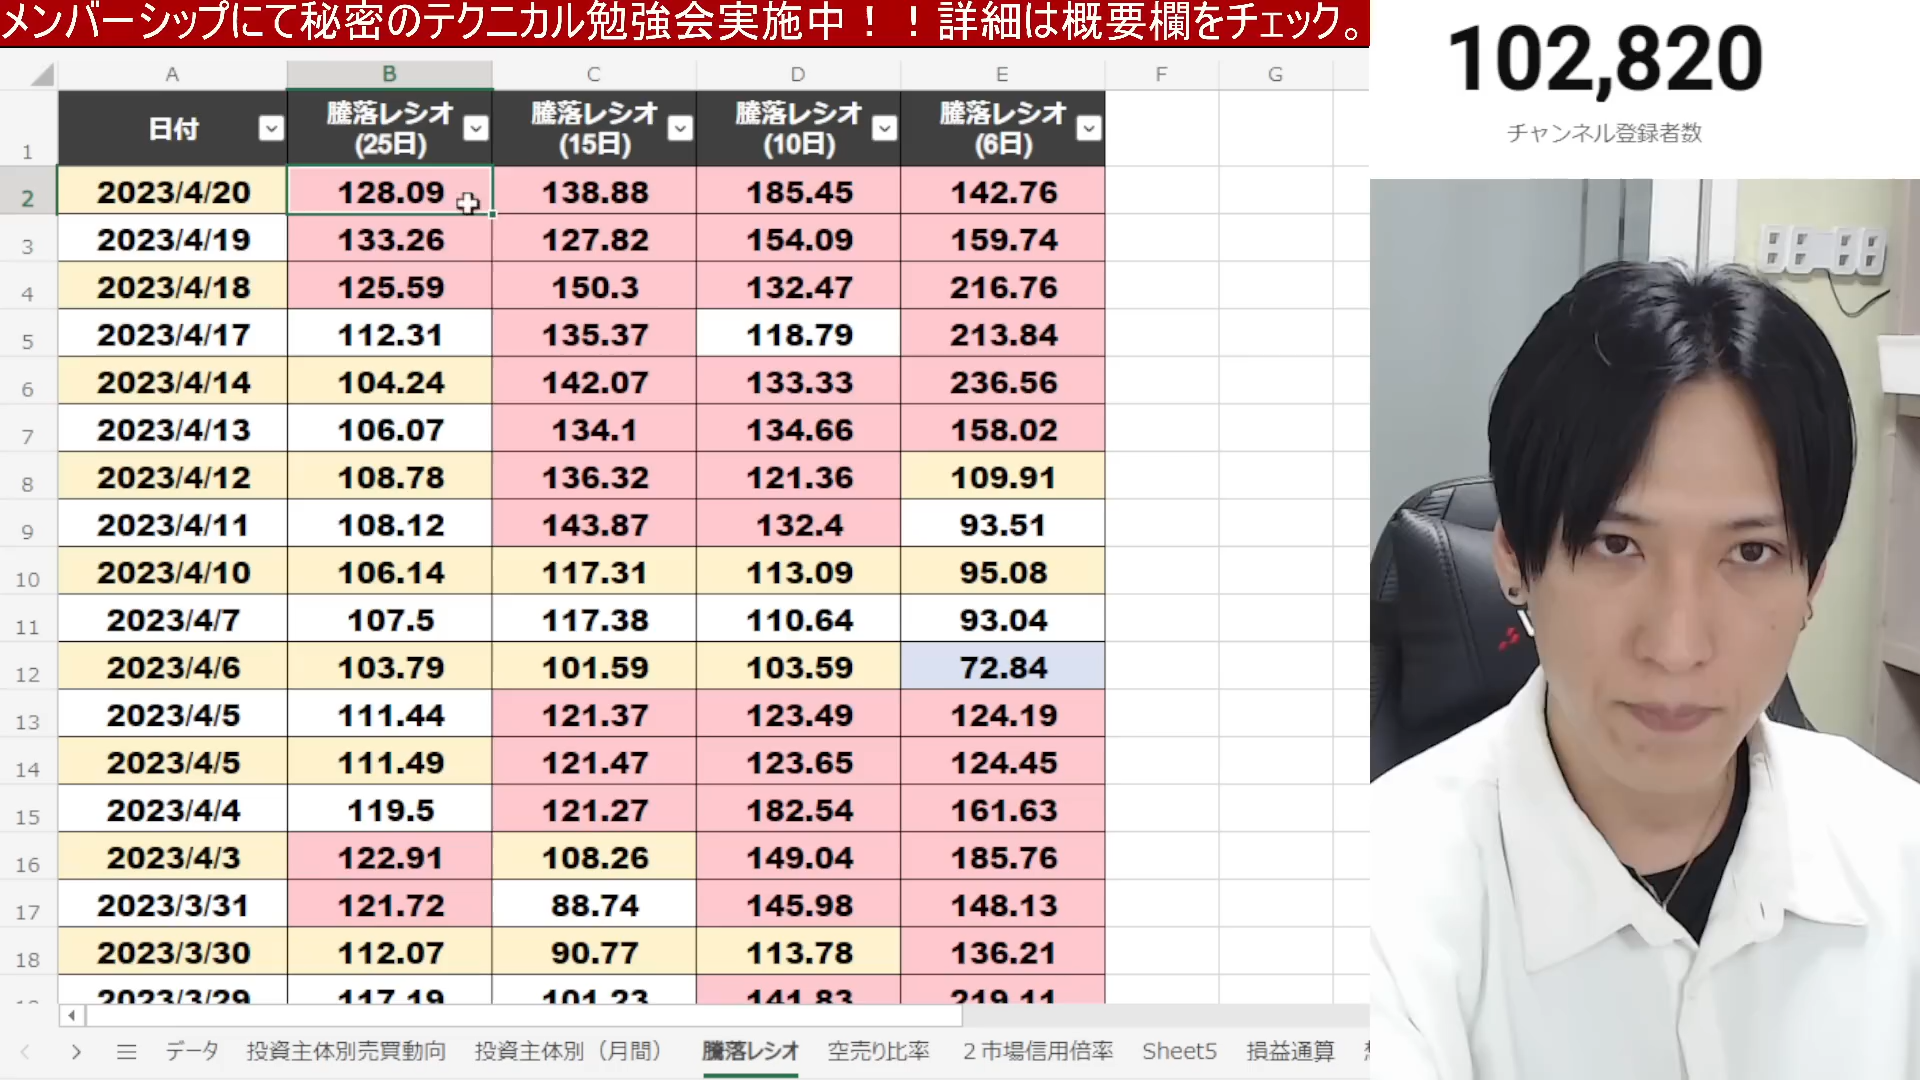 メンバーシップにて秘密のテクニカル勉強会実施中！！詳細は概要欄をチェック。
102,820
チャンネル登録者数
A B C D E F G
1 日付 騰落レシオ(25日) 騰落レシオ(15日) 騰落レシオ(10日) 騰落レシオ(6日)
2 2023/4/20 128.09 138.88 185.45 142.76
3 2023/4/19 133.26 127.82 154.09 159.74
4 2023/4/18 125.59 150.3 132.47 216.76
5 2023/4/17 112.31 135.37 118.79 213.84
6 2023/4/14 104.24 142.07 133.33 236.56
7 2023/4/13 106.07 134.1 134.66 158.02
8 2023/4/12 108.78 136.32 121.36 109.91
9 2023/4/11 108.12 143.87 132.4 93.51
10 2023/4/10 106.14 117.31 113.09 95.08
11 2023/4/7 107.5 117.38 110.64 93.04
12 2023/4/6 103.79 101.59 103.59 72.84
13 2023/4/5 111.44 121.37 123.49 124.19
14 2023/4/5 111.49 121.47 123.65 124.45
15 2023/4/4 119.5 121.27 182.54 161.63
16 2023/4/3 122.91 108.26 149.04 185.76
17 2023/3/31 121.72 88.74 145.98 148.13
18 2023/3/30 112.07 90.77 113.78 136.21
2023/3/29 117.19 101.23 141.83 219.11
データ 投資主体別売買動向 投資主体別（月間） 騰落レシオ 空売り比率 ２市場信用倍率 Sheet5 損益通算